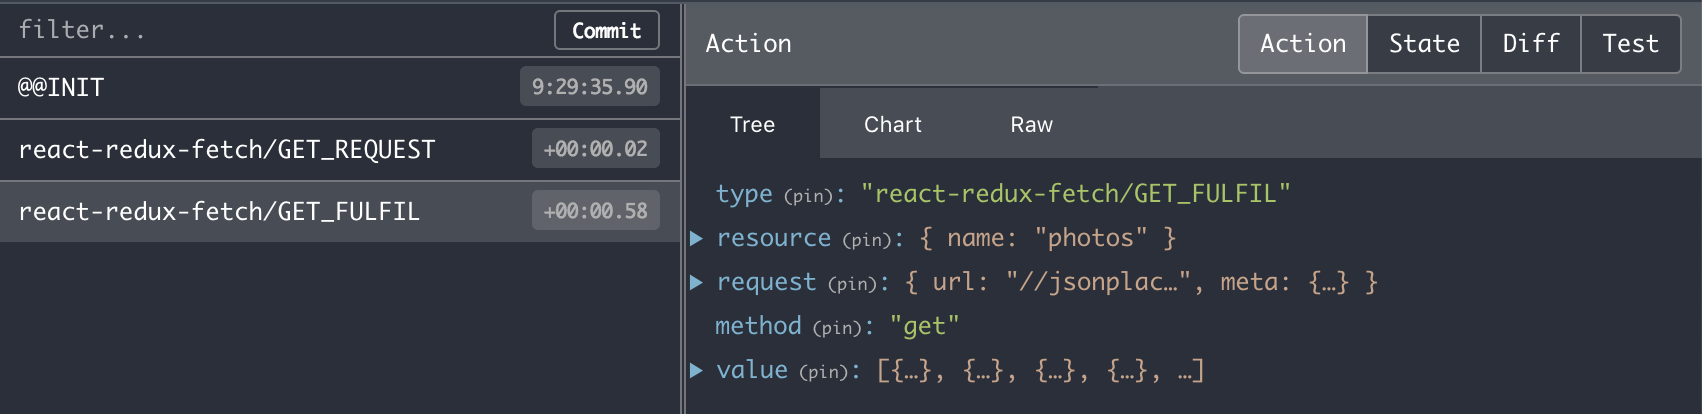 filter...
Commit
@@INIT
9:29:35.90
react-redux-fetch/GET_REQUEST
+00:00.02
react-redux-fetch/GET_FULFIL
+00:00.58
Action
Action
State
Diff
Test
Tree
Chart
Raw
type (pin): "react-redux-fetch/GET_FULFIL"
▶ resource (pin): { name: "photos" }
▶ request (pin): { url: "//jsonplac…", meta: {…} }
method (pin): "get"
▶ value (pin): [{…}, {…}, {…}, {…}, …]